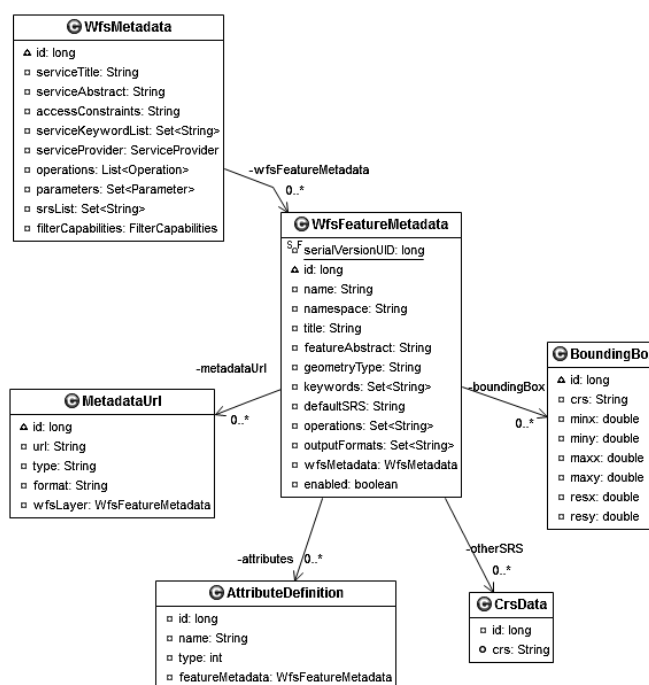 WfsMetadata
id: long
serviceTitle: String
serviceAbstract: String
accessConstraints: String
serviceKeywordList: Set<String>
serviceProvider: ServiceProvider
operations: List<Operation>
parameters: Set<Parameter>
srsList: Set<String>
filterCapabilities: FilterCapabilities
-wfsFeatureMetadata
0..*
WfsFeatureMetadata
S F serialVersionUID: long
id: long
name: String
namespace: String
title: String
featureAbstract: String
geometryType: String
keywords: Set<String>
defaultSRS: String
operations: Set<String>
outputFormats: Set<String>
wfsMetadata: WfsMetadata
enabled: boolean
-metadataUrl
0..*
MetadataUrl
id: long
url: String
type: String
format: String
wfsLayer: WfsFeatureMetadata
-boundingBox
0..*
BoundingBo
id: long
crs: String
minx: double
miny: double
maxx: double
maxy: double
resx: double
resy: double
-attributes
0..*
AttributeDefinition
id: long
name: String
type: int
featureMetadata: WfsFeatureMetadata
-otherSRS
0..*
CrsData
id: long
crs: String